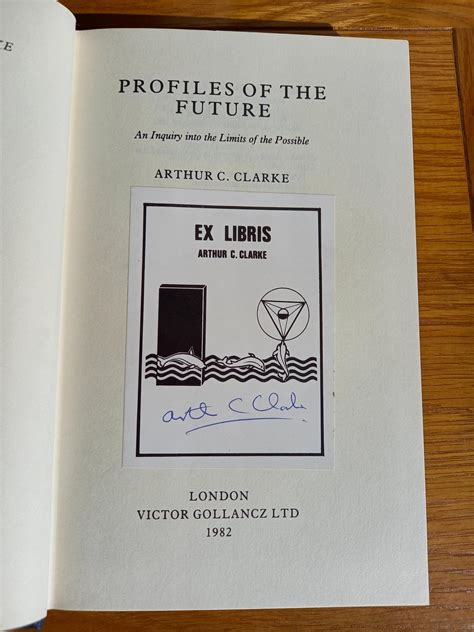 PROFILES OF THE
FUTURE
An Inquiry into the Limits of the Possible
ARTHUR C. CLARKE
EX LIBRIS
ARTHUR C. CLARKE
Arthur C Clarke
LONDON
VICTOR GOLLANCZ LTD
1982